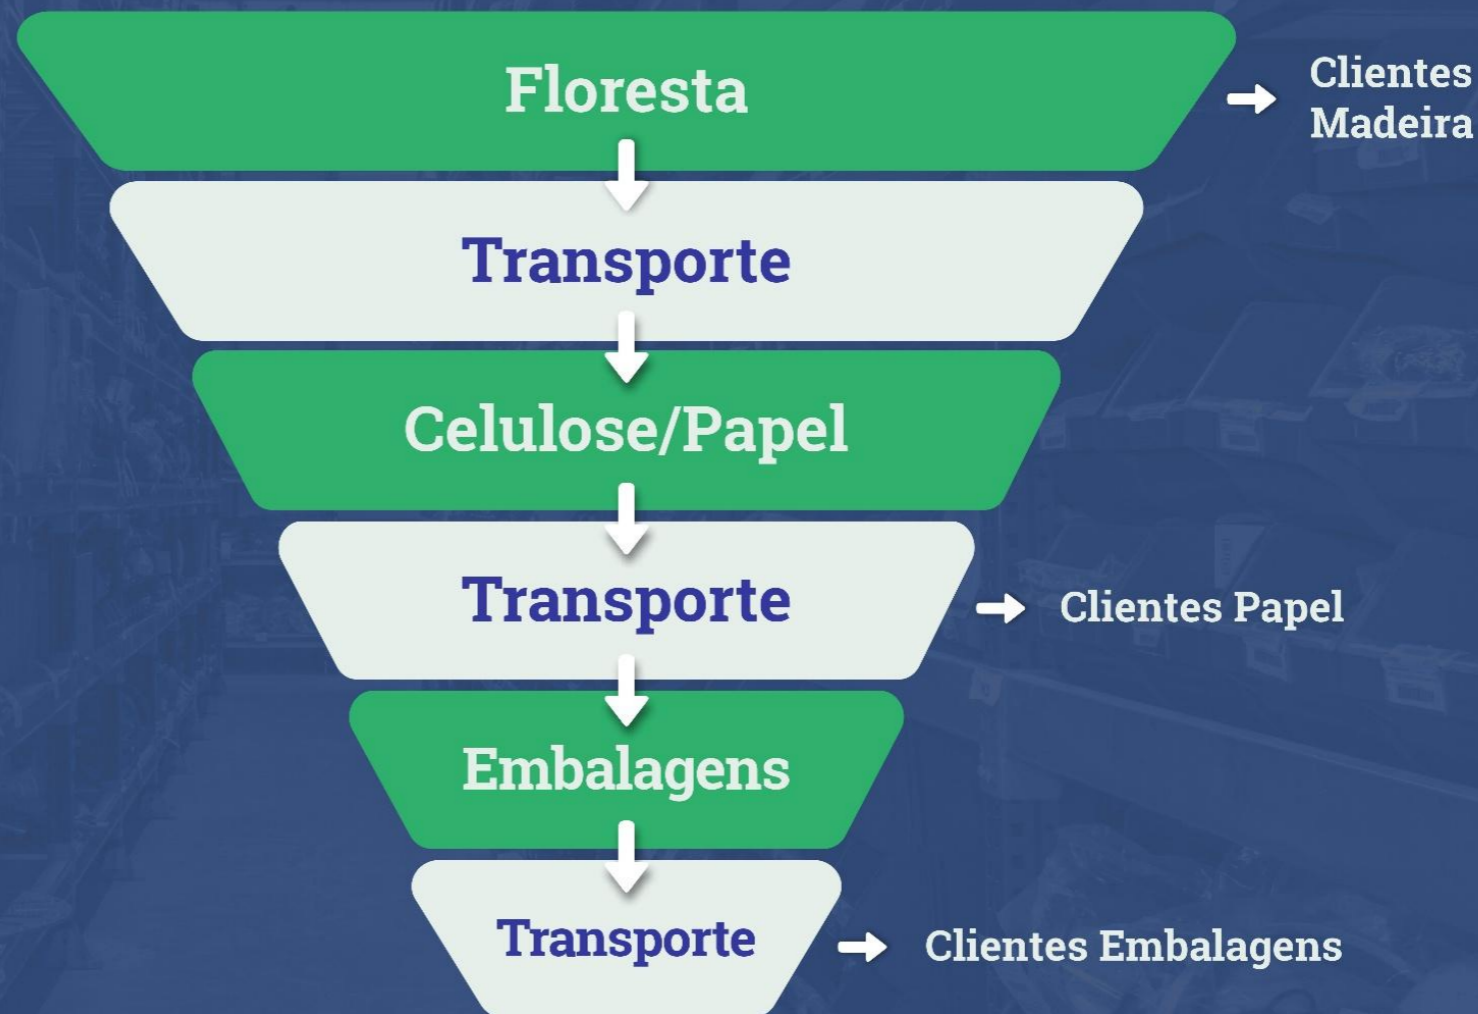 Floresta
Clientes
Madeira
Transporte
Celulose/Papel
Transporte
Clientes Papel
Embalagens
Transporte
Clientes Embalagens